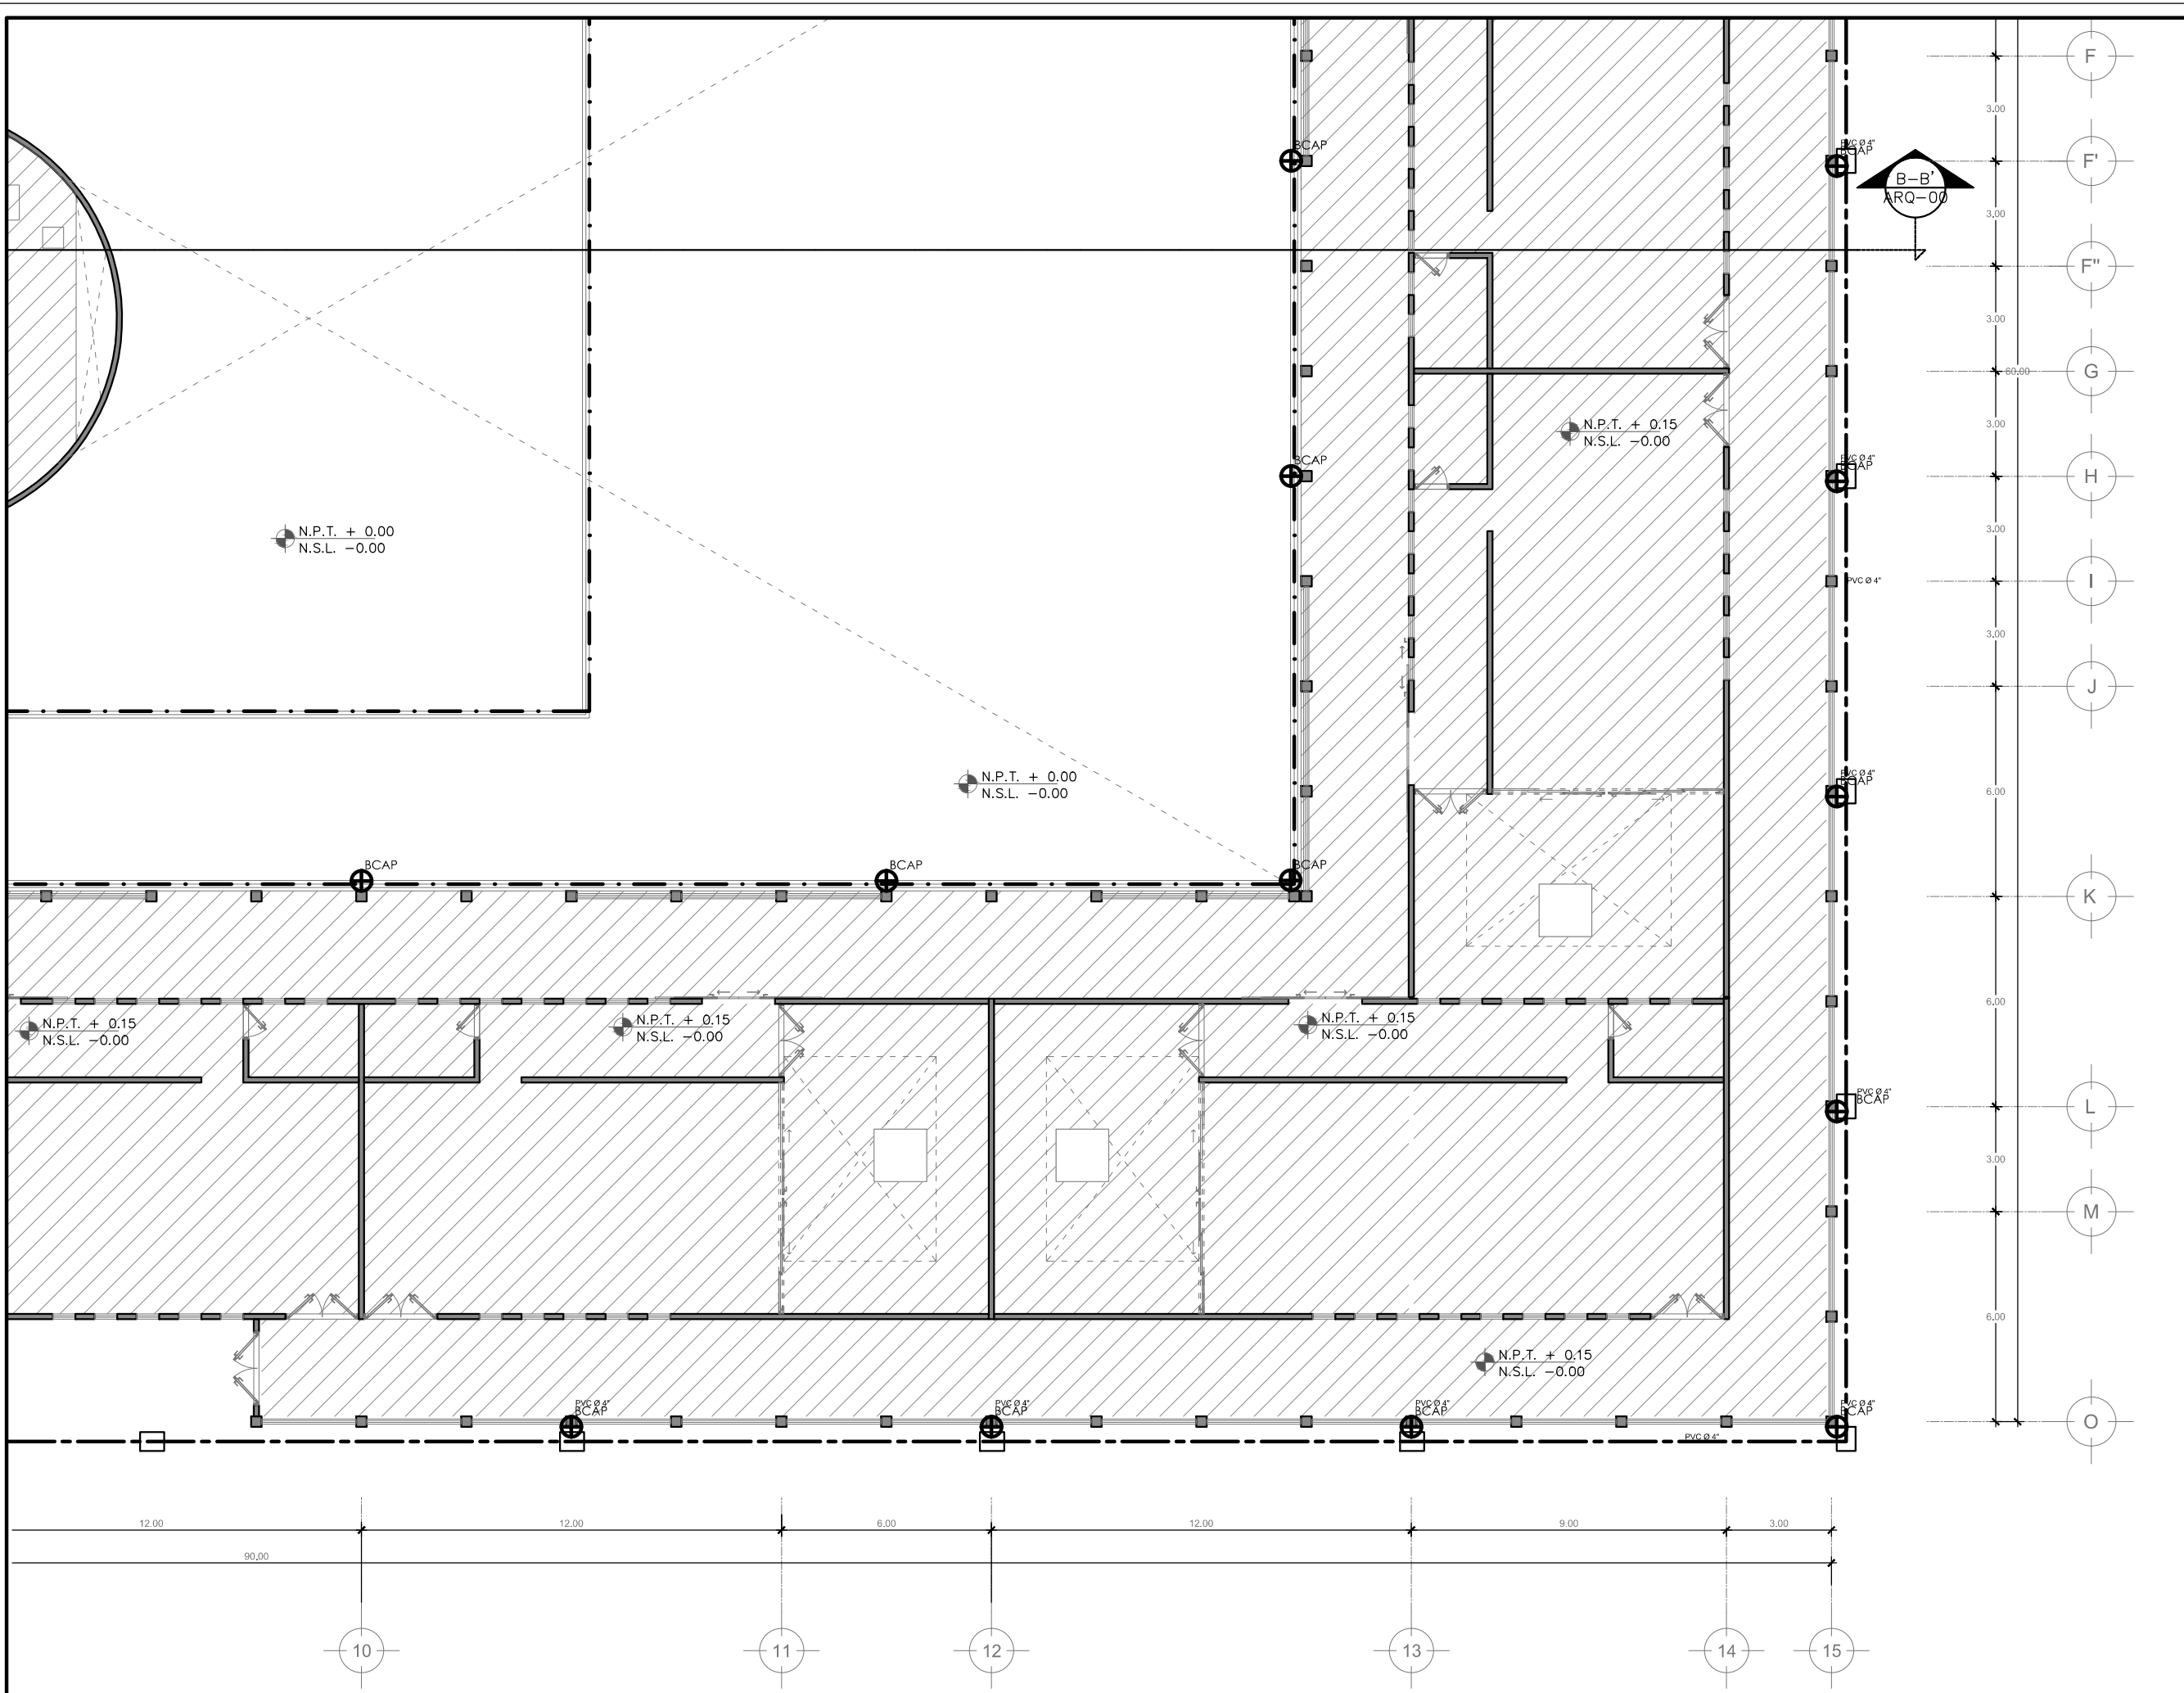 F
3.00
BCAP
PVC Ø 4"
BCAP
F'
B-B'
ARQ-00
3.00
F"
3.00
G
60.00
N.P.T. + 0.15
N.S.L. -0.00
3.00
BCAP
PVC Ø 4"
BCAP
H
N.P.T. + 0.00
N.S.L. -0.00
3.00
PVC Ø 4"
I
3.00
J
N.P.T. + 0.00
N.S.L. -0.00
PVC Ø 4"
BCAP
6.00
BCAP
BCAP
BCAP
K
6.00
N.P.T. + 0.15
N.S.L. -0.00
N.P.T. + 0.15
N.S.L. -0.00
N.P.T. + 0.15
N.S.L. -0.00
PVC Ø 4"
BCAP
L
3.00
M
6.00
N.P.T. + 0.15
N.S.L. -0.00
PVC Ø 4"
BCAP
PVC Ø 4"
BCAP
PVC Ø 4"
BCAP
PVC Ø 4"
BCAP
O
PVC Ø 4"
12.00
12.00
6.00
12.00
9.00
3.00
90.00
10
11
12
13
14
15